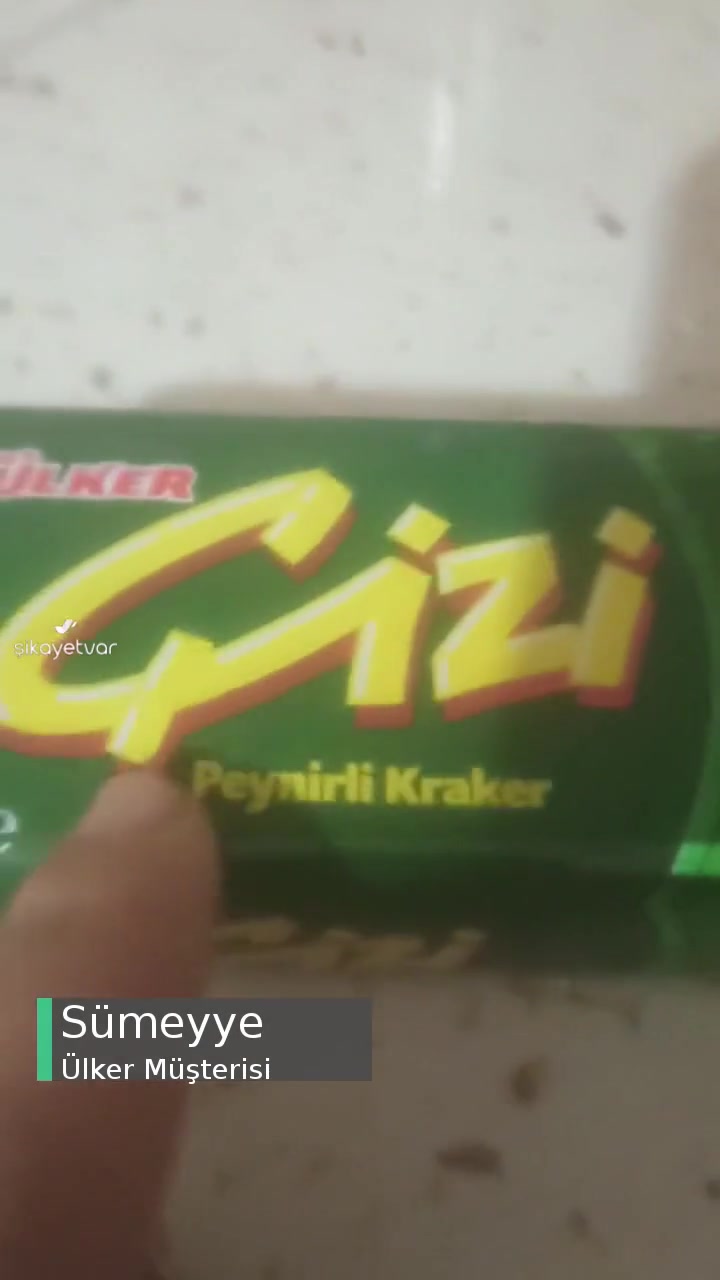 ÜLKER
Çizi
şikayetvar
Peynirli Kraker
Sümeyye
Ülker Müşterisi